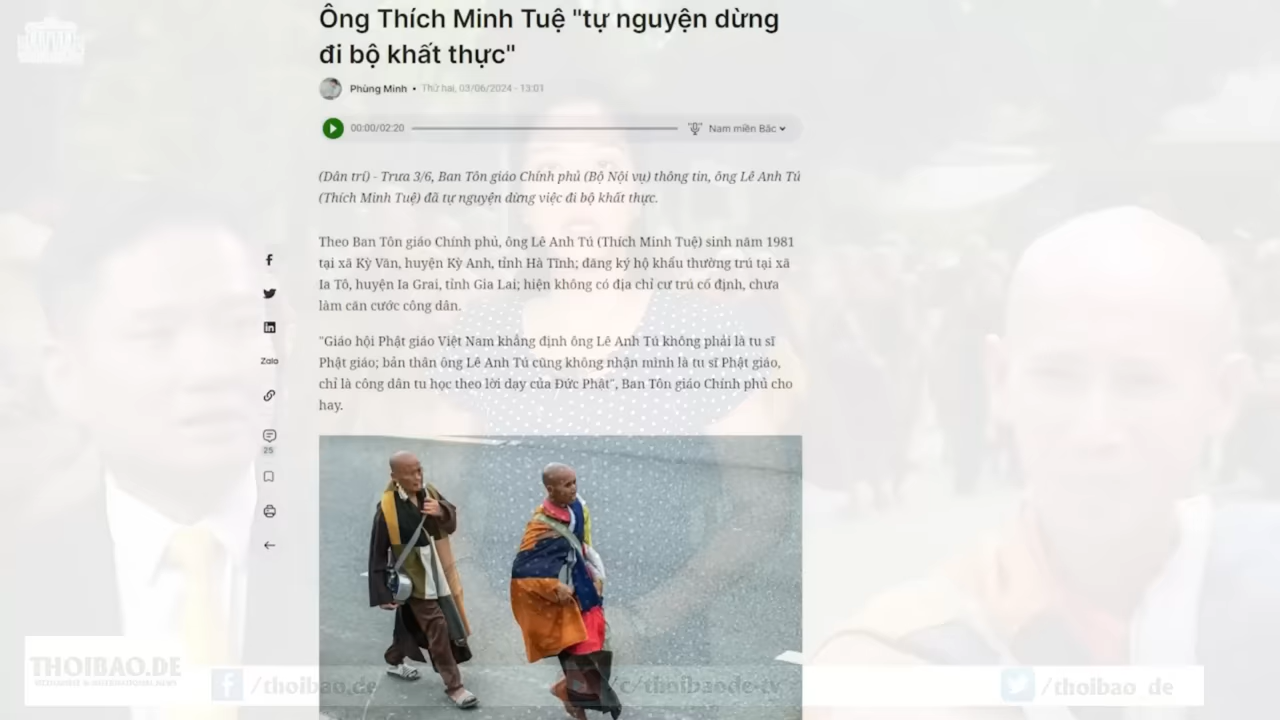 Ông Thích Minh Tuệ "tự nguyện dừng
đi bộ khất thực"
Phùng Minh • Thứ hai, 03/06/2024 - 13:01
00:00/02:20
Nam miền Bắc
(Dân trí) - Trưa 3/6, Ban Tôn giáo Chính phủ (Bộ Nội vụ) thông tin, ông Lê Anh Tú
(Thích Minh Tuệ) đã tự nguyện dừng việc đi bộ khất thực.
Theo Ban Tôn giáo Chính phủ, ông Lê Anh Tú (Thích Minh Tuệ) sinh năm 1981
tại xã Kỳ Văn, huyện Kỳ Anh, tỉnh Hà Tĩnh; đăng ký hộ khẩu thường trú tại xã
Ia Tô, huyện Ia Grai, tỉnh Gia Lai; hiện không có địa chỉ cư trú cố định, chưa
làm căn cước công dân.
"Giáo hội Phật giáo Việt Nam khẳng định ông Lê Anh Tú không phải là tu sĩ
Phật giáo; bản thân ông Lê Anh Tú cũng không nhận mình là tu sĩ Phật giáo,
chỉ là công dân tu học theo lời dạy của Đức Phật", Ban Tôn giáo Chính phủ cho
hay.
Zalo
25
THOIBAO.DE
/thoibao.de
/c/thoibaode-tv
/thoibao_de